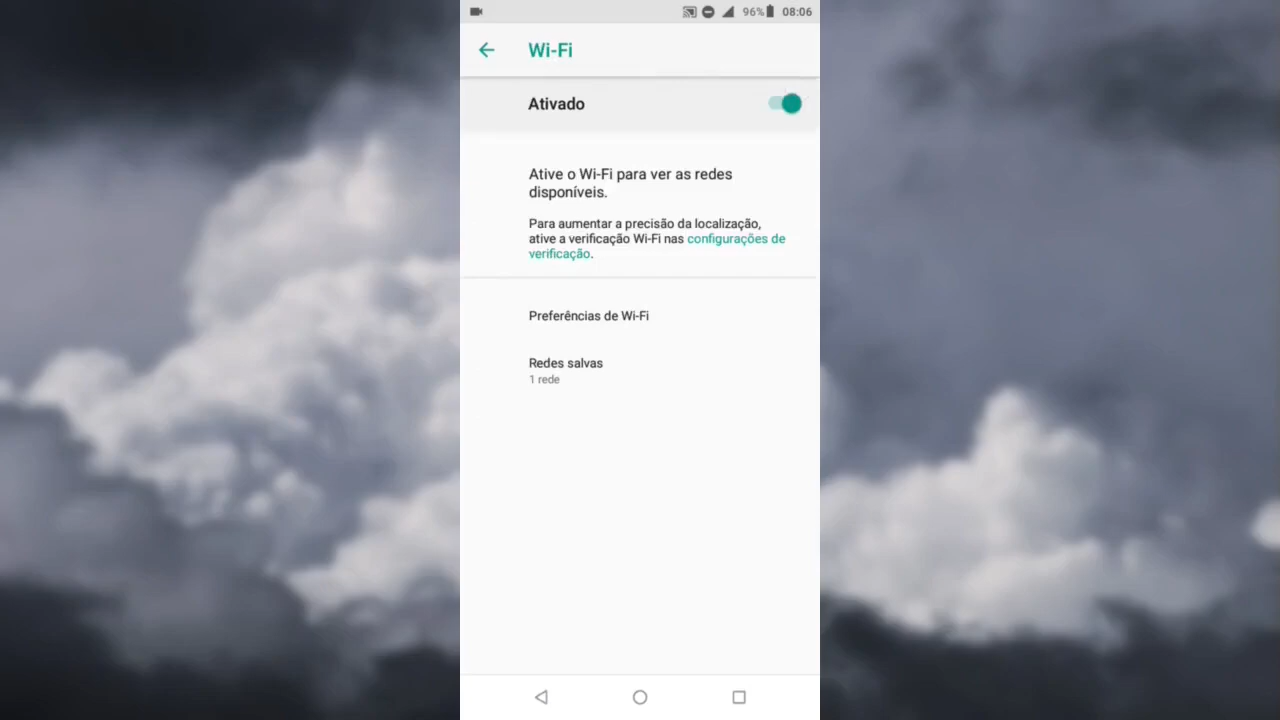 96% 08:06
Wi-Fi
Ativado
Ative o Wi-Fi para ver as redes
disponíveis.
Para aumentar a precisão da localização,
ative a verificação Wi-Fi nas configurações de
verificação.
Preferências de Wi-Fi
Redes salvas
1 rede